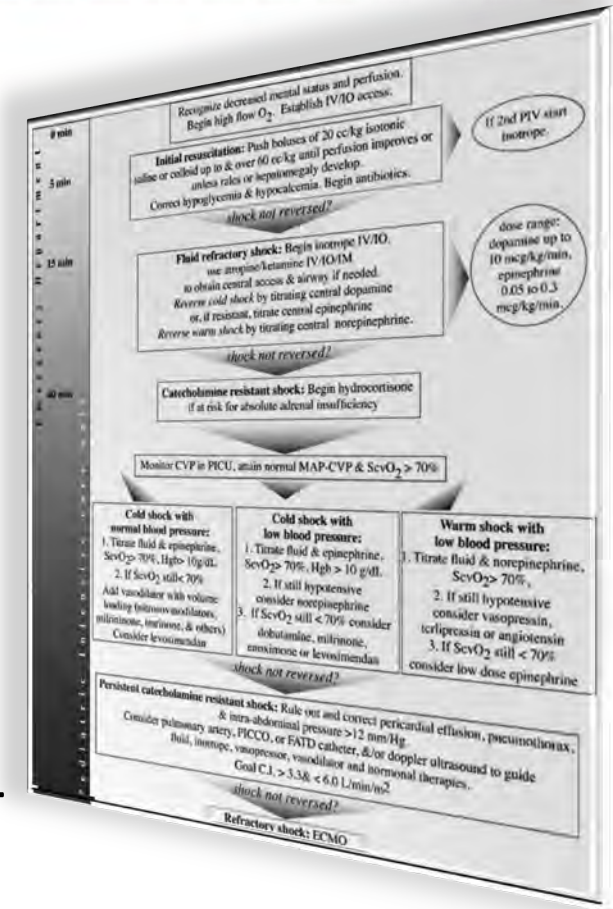 0 min
5 min
15 min
60 min
Recognize decreased mental status and perfusion.
Begin high flow O2. Establish IV/IO access.
Initial resuscitation: Push boluses of 20 cc/kg isotonic
saline or colloid up to & over 60 cc/kg until perfusion improves or
unless rales or hepatomegaly develop.
Correct hypoglycemia & hypocalcemia. Begin antibiotics.
If 2nd PIV start
inotrope.
shock not reversed?
Fluid refractory shock: Begin inotrope IV/IO.
use atropine/ketamine IV/IO/IM
to obtain central access & airway if needed.
Reverse cold shock by titrating central dopamine
or, if resistant, titrate central epinephrine
Reverse warm shock by titrating central norepinephrine.
dose range:
dopamine up to
10 mcg/kg/min,
epinephrine
0.05 to 0.3
mcg/kg/min.
shock not reversed?
Catecholamine resistant shock: Begin hydrocortisone
if at risk for absolute adrenal insufficiency
Monitor CVP in PICU, attain normal MAP-CVP & ScvO2 > 70%
Cold shock with
normal blood pressure:
1. Titrate fluid & epinephrine,
ScvO2> 70%, Hgb> 10g/dL
2. If ScvO2 still< 70%
Add vasodilator with volume
loading (nitrosovasodilators,
milrinone, imrinone, & others)
Consider levosimendan
Cold shock with
low blood pressure:
1. Titrate fluid & epinephrine,
ScvO2> 70%, Hgb > 10 g/dL
2. If still hypotensive
consider norepinephrine
3. If ScvO2 still < 70% consider
dobutamine, milrinone,
enoximone or levosimendan
Warm shock with
low blood pressure:
1. Titrate fluid & norepinephrine,
ScvO2> 70%,
2. If still hypotensive
consider vasopressin,
terlipressin or angiotensin
3. If ScvO2 still < 70%
consider low dose epinephrine
shock not reversed?
Persistent catecholamine resistant shock: Rule out and correct pericardial effusion, pneumothorax,
& intra-abdominal pressure >12 mm/Hg.
Consider pulmonary artery, PICCO, or FATD catheter, &/or doppler ultrasound to guide
fluid, inotrope, vasopressor, vasodilator and hormonal therapies.
Goal C.I. > 3.3& < 6.0 L/min/m2
shock not reversed?
Refractory shock: ECMO